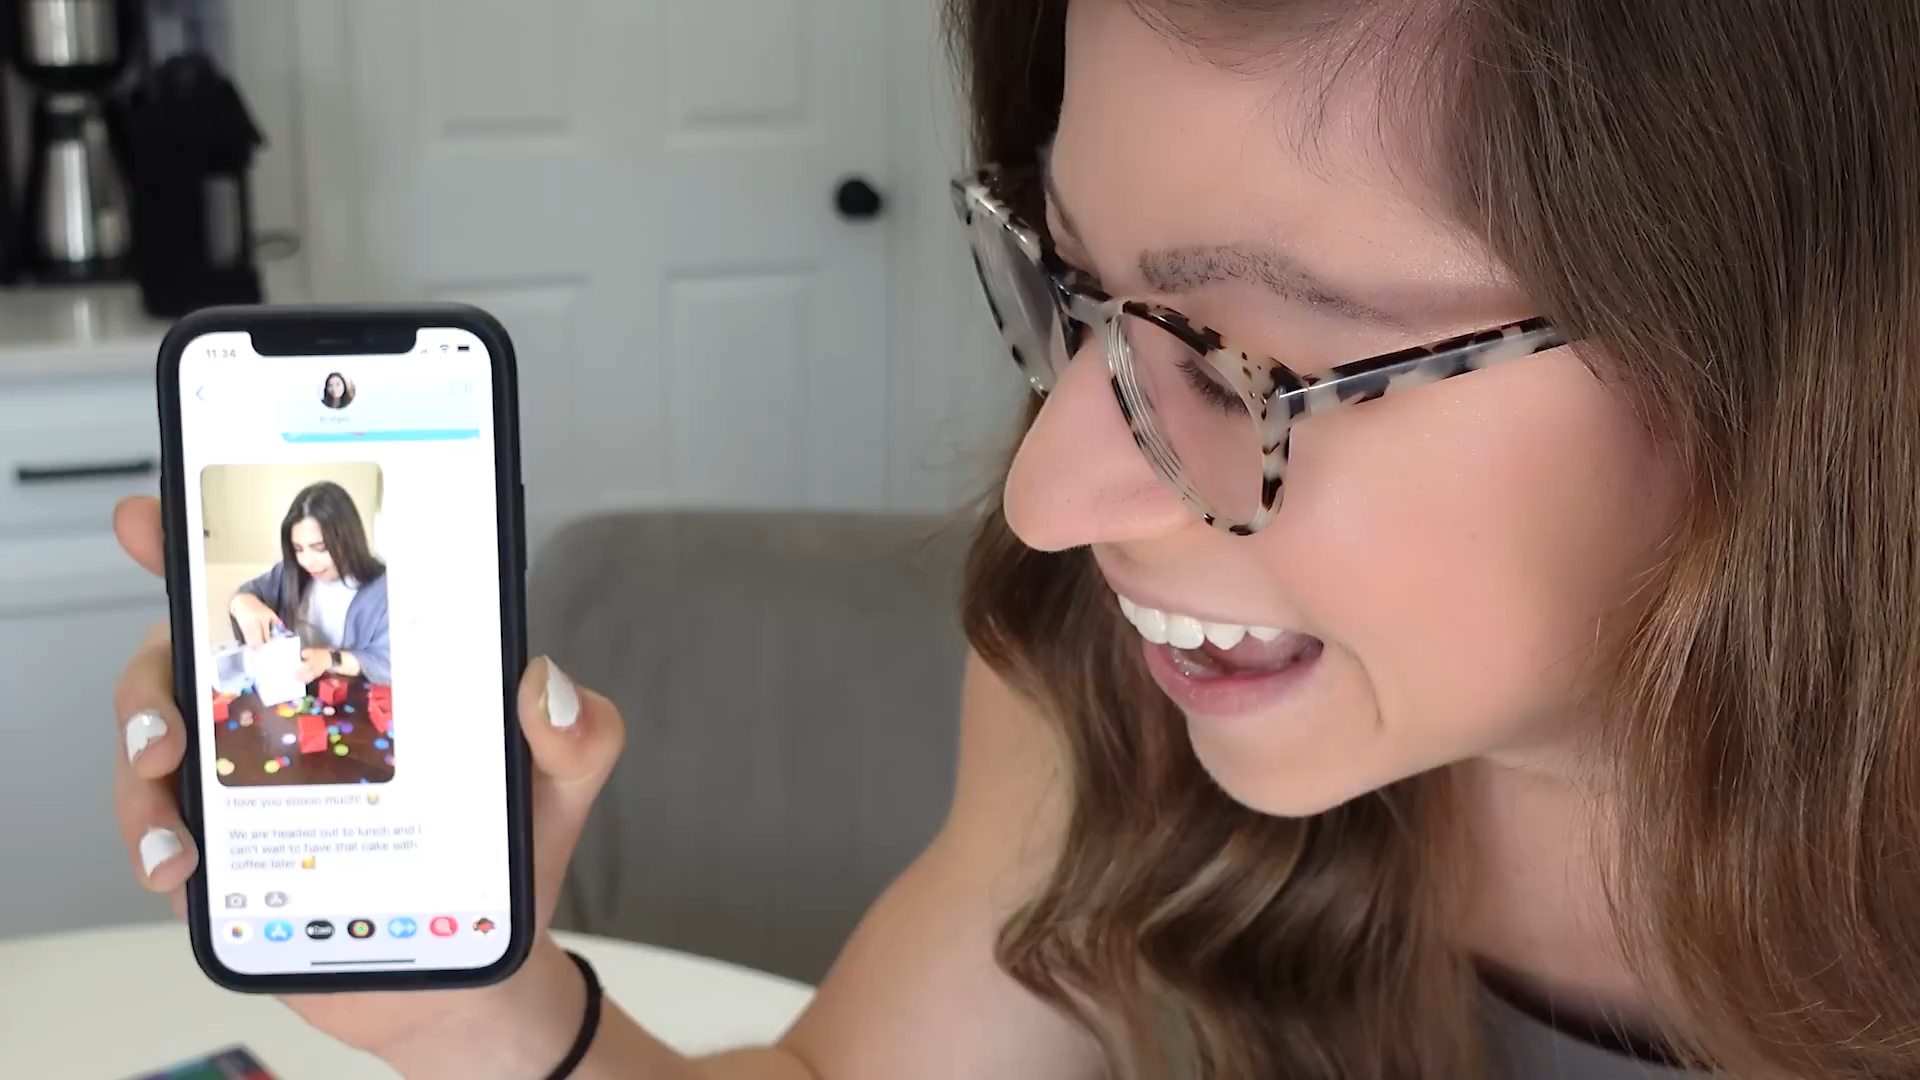 11:34
I love you sooooo much! 😭
We are headed out to lunch and I
can't wait to have that cake with
coffee later 🥰